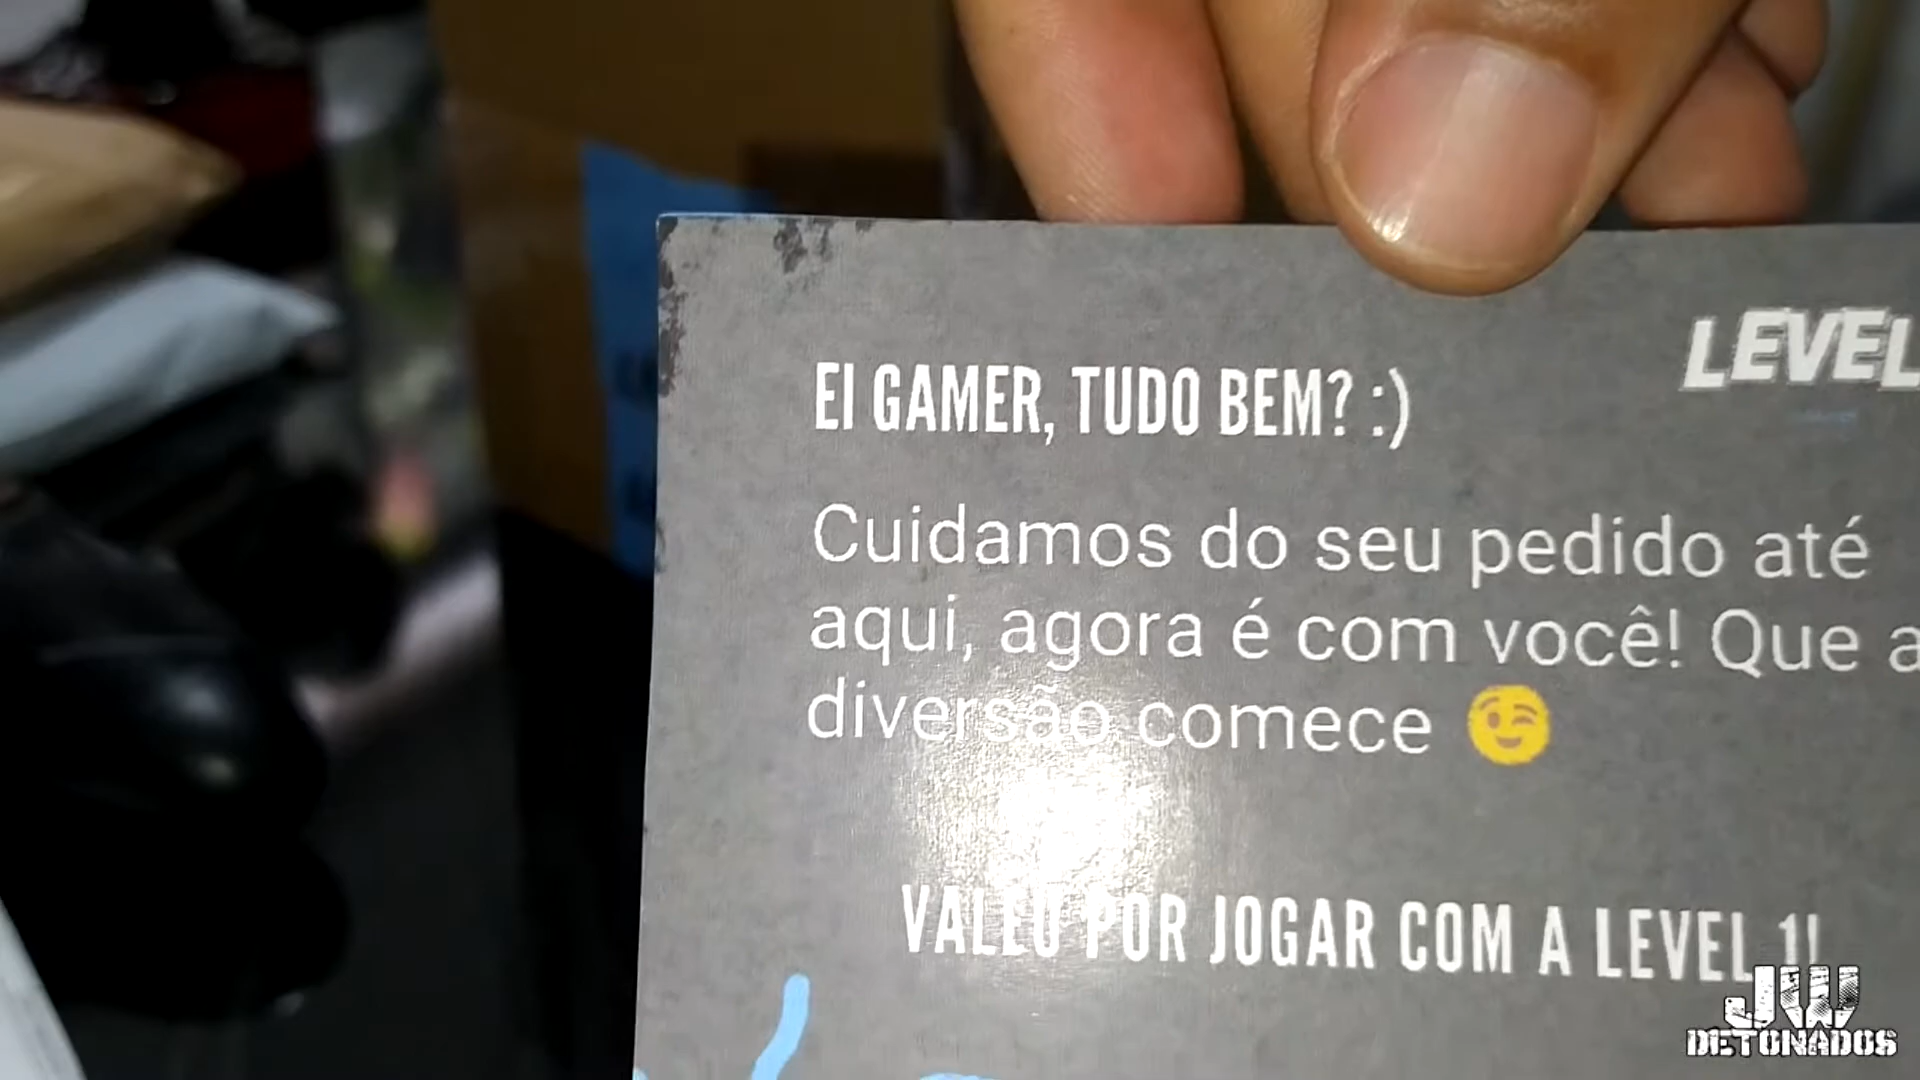 LEVEL
EI GAMER, TUDO BEM? :)
Cuidamos do seu pedido até
aqui, agora é com você! Que a
diversão comece 😉
VALEU POR JOGAR COM A LEVEL 1!
JW
DETONADOS